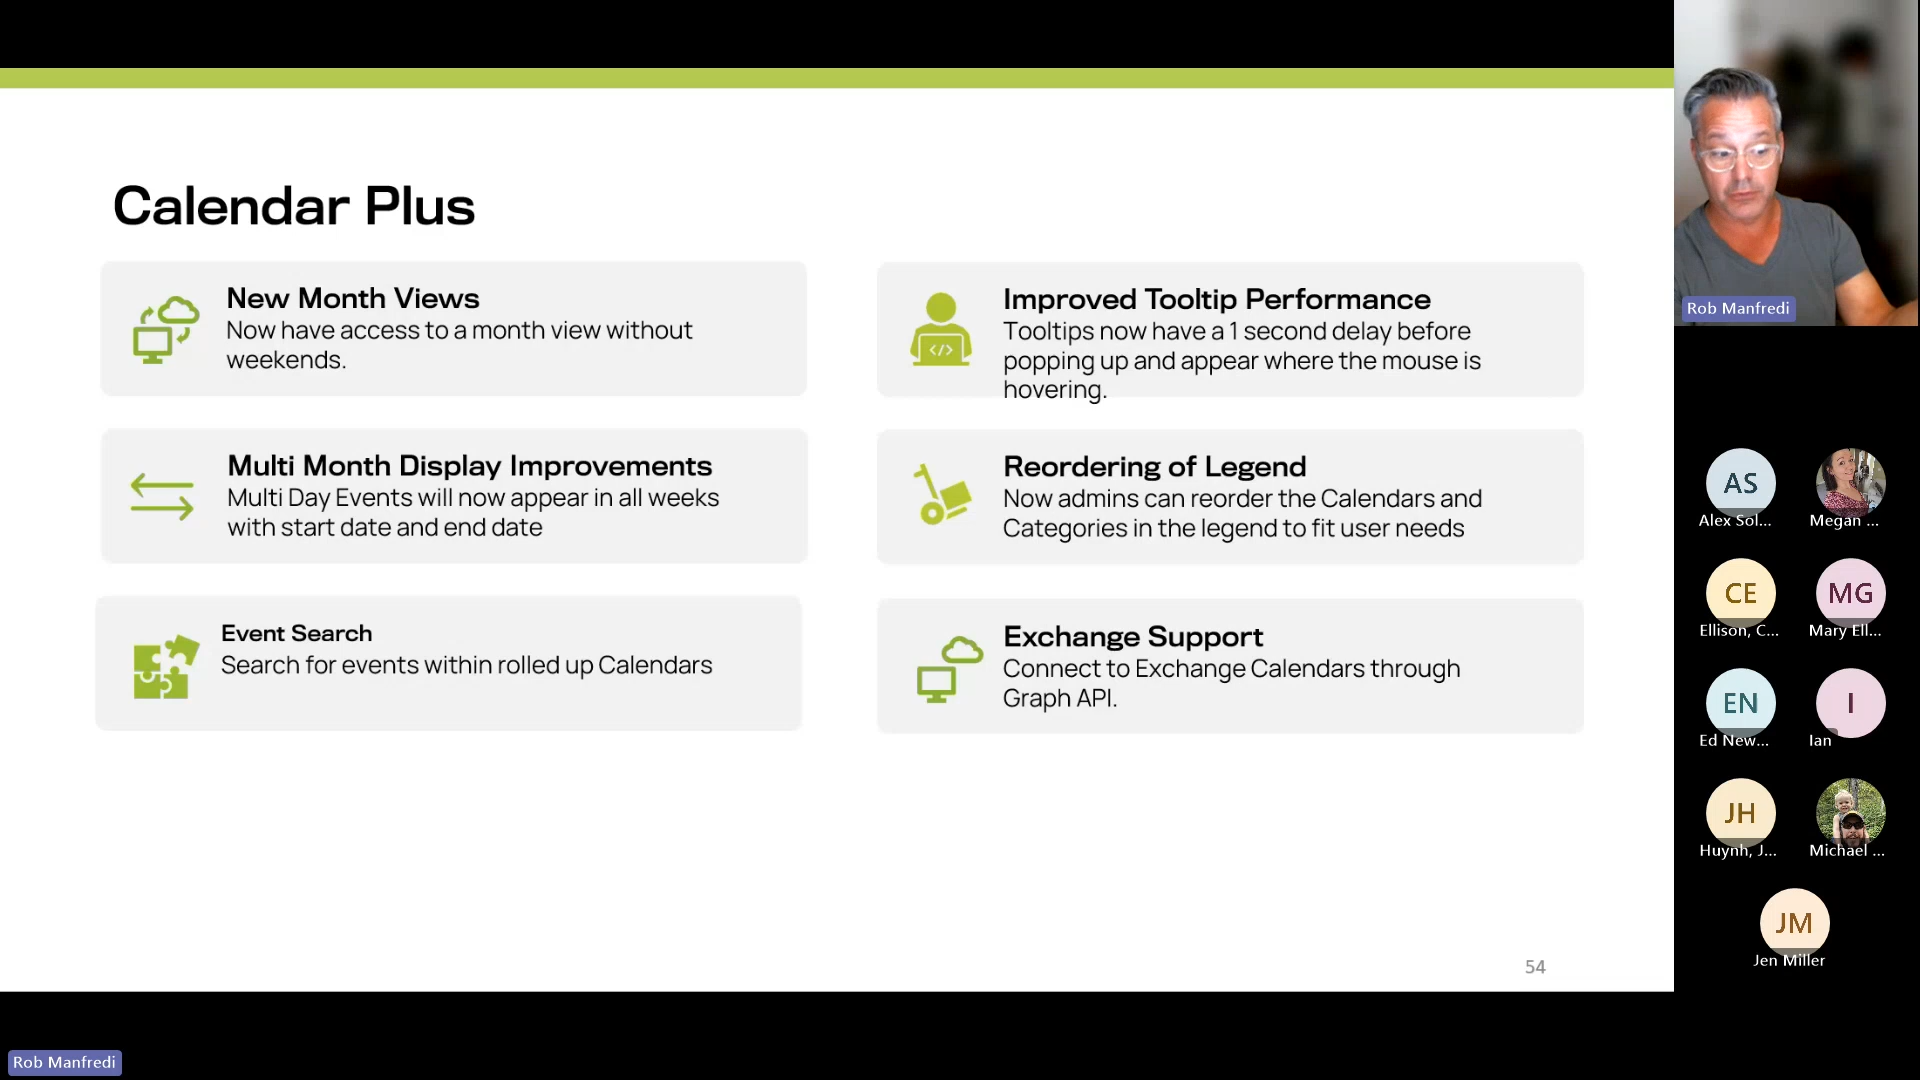 Calendar Plus
New Month Views
Now have access to a month view without
weekends.
Improved Tooltip Performance
Tooltips now have a 1 second delay before
popping up and appear where the mouse is
hovering.
Multi Month Display Improvements
Multi Day Events will now appear in all weeks
with start date and end date
Reordering of Legend
Now admins can reorder the Calendars and
Categories in the legend to fit user needs
Event Search
Search for events within rolled up Calendars
Exchange Support
Connect to Exchange Calendars through
Graph API.
</>
54
Rob Manfredi
AS
Alex Sol...
Megan ...
CE
Ellison, C...
MG
Mary Ell...
EN
Ed New...
I
Ian
JH
Huynh, J...
Michael ...
JM
Jen Miller
Rob Manfredi